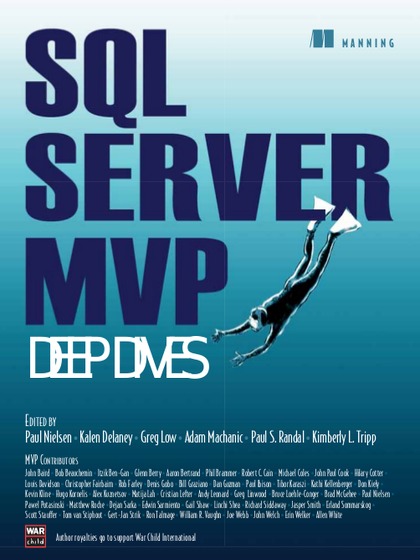 MANNING
SQL
SERVER
MVP
DEEP DIVES
EDITED BY
Paul Nielsen • Kalen Delaney • Greg Low • Adam Machanic • Paul S. Randal • Kimberly L. Tripp
MVP CONTRIBUTORS
John Baird • Bob Beauchemin • Itzik Ben-Gan • Glenn Berry • Aaron Bertrand • Phil Brammer • Robert C. Cain • Michael Coles • John Paul Cook • Hilary Cotter •
Louis Davidson • Christopher Fairbairn • Rob Farley • Denis Gobo • Bill Graziano • Dan Guzman • Paul Ibison • Tibor Karaszi • Kathi Kellenberger • Don Kiely •
Kevin Kline • Hugo Kornelis • Alex Kuznetsov • Matija Lah • Cristian Lefter • Andy Leonard • Greg Linwood • Bruce Loehle-Conger • Brad McGehee • Paul Nielsen •
Pawel Potasinski • Matthew Roche • Dejan Sarka • Edwin Sarmiento • Gail Shaw • Linchi Shea • Richard Siddaway • Jasper Smith • Erland Sommarskog •
Scott Stauffer • Tom van Stiphout • Gert-Jan Strik • Ron Talmage • William R. Vaughn • Joe Webb • John Welch • Erin Welker • Allen White
WAR
child
Author royalties go to support War Child International